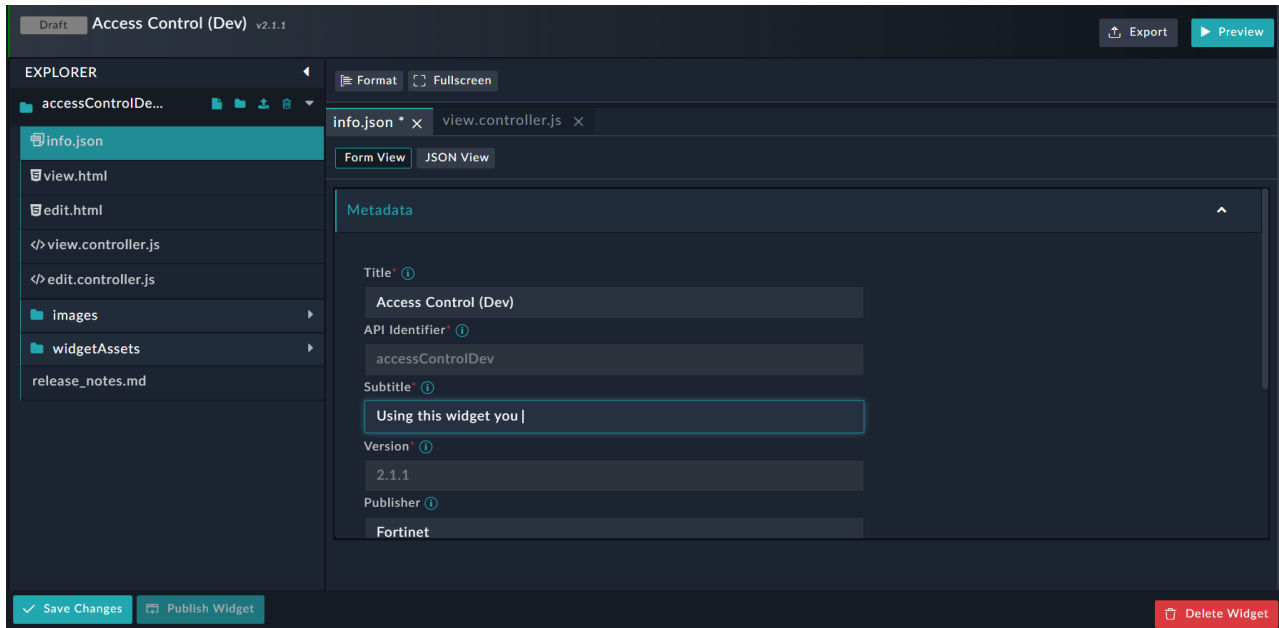 Draft Access Control (Dev) v2.1.1
Export Preview
EXPLORER
Format Fullscreen
accessControlDe...
info.json * view.controller.js
info.json
Form View JSON View
view.html
edit.html
Metadata
view.controller.js
edit.controller.js
Title*
images
Access Control (Dev)
API Identifier*
widgetAssets
accessControlDev
release_notes.md
Subtitle*
Using this widget you
Version*
2.1.1
Publisher
Fortinet
Save Changes Publish Widget
Delete Widget